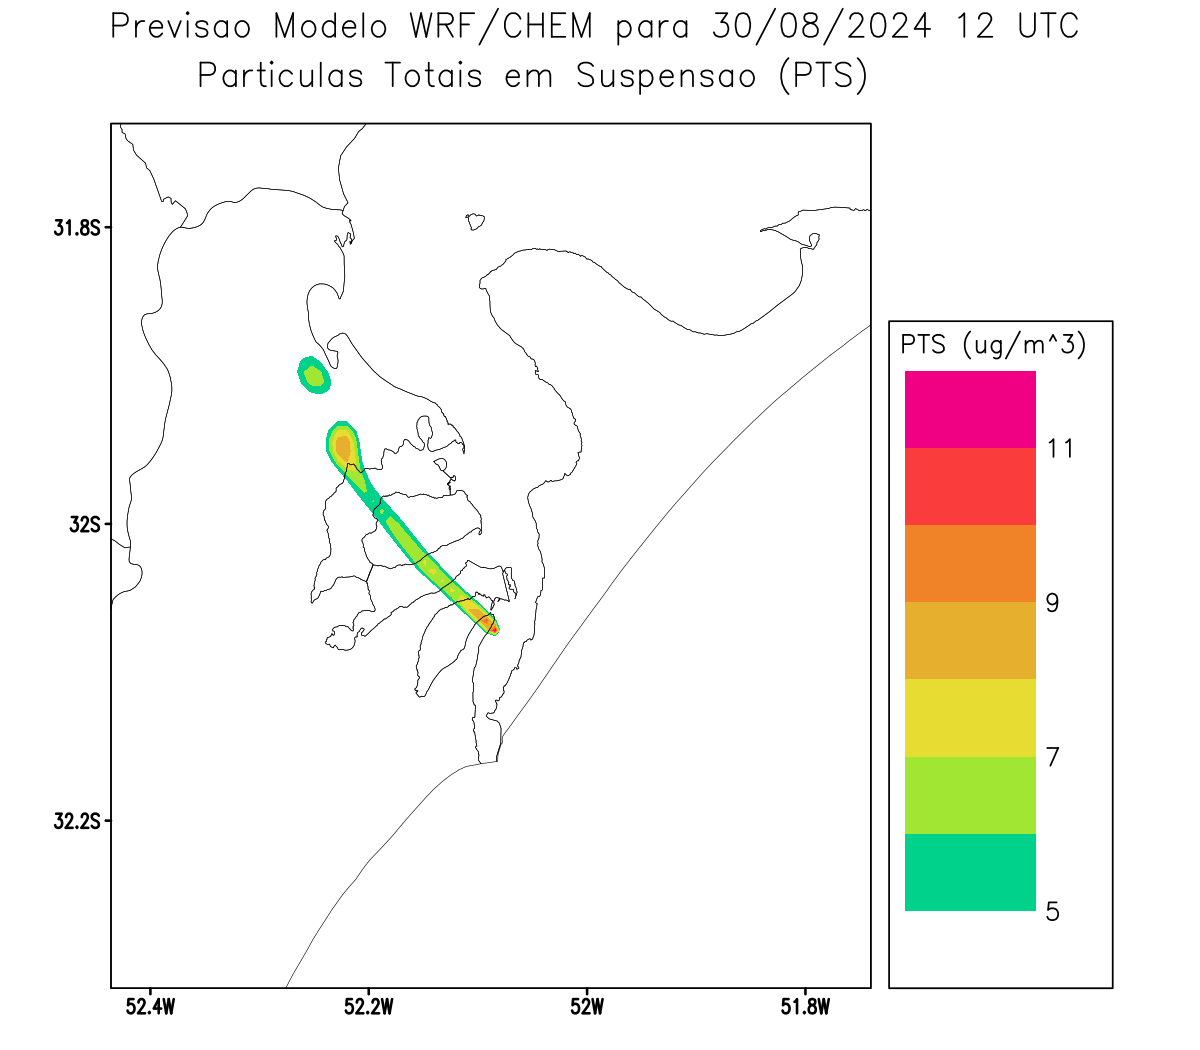 Previsao Modelo WRF/CHEM para 30/08/2024 12 UTC
Particulas Totais em Suspensao (PTS)
31.8S
32S
32.2S
52.4W
52.2W
52W
51.8W
PTS (ug/m^3)
11
9
7
5